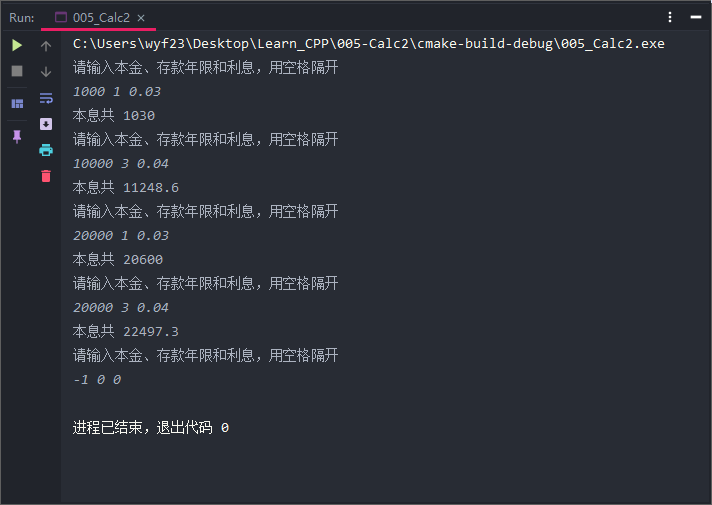 Run: 005_Calc2 ×
C:\Users\wyf23\Desktop\Learn_CPP\005-Calc2\cmake-build-debug\005_Calc2.exe
请输入本金、存款年限和利息，用空格隔开
1000 1 0.03
本息共 1030
请输入本金、存款年限和利息，用空格隔开
10000 3 0.04
本息共 11248.6
请输入本金、存款年限和利息，用空格隔开
20000 1 0.03
本息共 20600
请输入本金、存款年限和利息，用空格隔开
20000 3 0.04
本息共 22497.3
请输入本金、存款年限和利息，用空格隔开
-1 0 0
进程已结束，退出代码 0